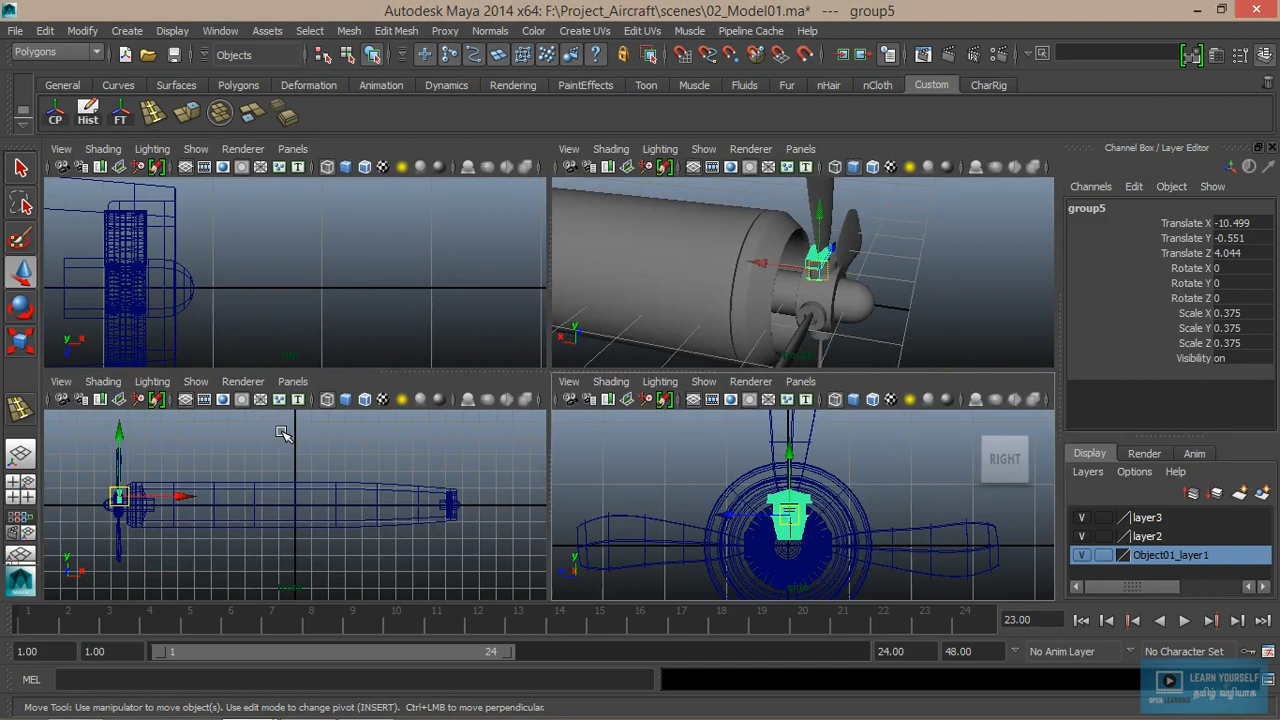 Autodesk Maya 2014 x64: F:\Project_Aircraft\scenes\02_Model01.ma* --- group5
File Edit Modify Create Display Window Assets Select Mesh Edit Mesh Proxy Normals Color Create UVs Edit UVs Muscle Pipeline Cache Help
Polygons Objects
General Curves Surfaces Polygons Deformation Animation Dynamics Rendering PaintEffects Toon Muscle Fluids Fur nHair nCloth Custom CharRig
CP Hist FT
View Shading Lighting Show Renderer Panels
View Shading Lighting Show Renderer Panels
Channel Box / Layer Editor
Channels Edit Object Show
group5
Translate X -10.499
Translate Y -0.551
Translate Z 4.044
Rotate X 0
Rotate Y 0
Rotate Z 0
Scale X 0.375
Scale Y 0.375
Scale Z 0.375
Visibility on
y x
top
y
x
persp
View Shading Lighting Show Renderer Panels
View Shading Lighting Show Renderer Panels
RIGHT
Display Render Anim
Layers Options Help
V layer3
V layer2
V Object01_layer1
y
x
y
side
1 2 3 4 5 6 7 8 9 10 11 12 13 14 15 16 17 18 19 20 21 22 23 24
23.00
1.00 1.00 1 24 24.00 48.00 No Anim Layer No Character Set
MEL
LEARN YOURSELF
தமிழ் வழியாக
OPEN LEARNING
Move Tool: Use manipulator to move object(s). Use edit mode to change pivot (INSERT). Ctrl+LMB to move perpendicular.